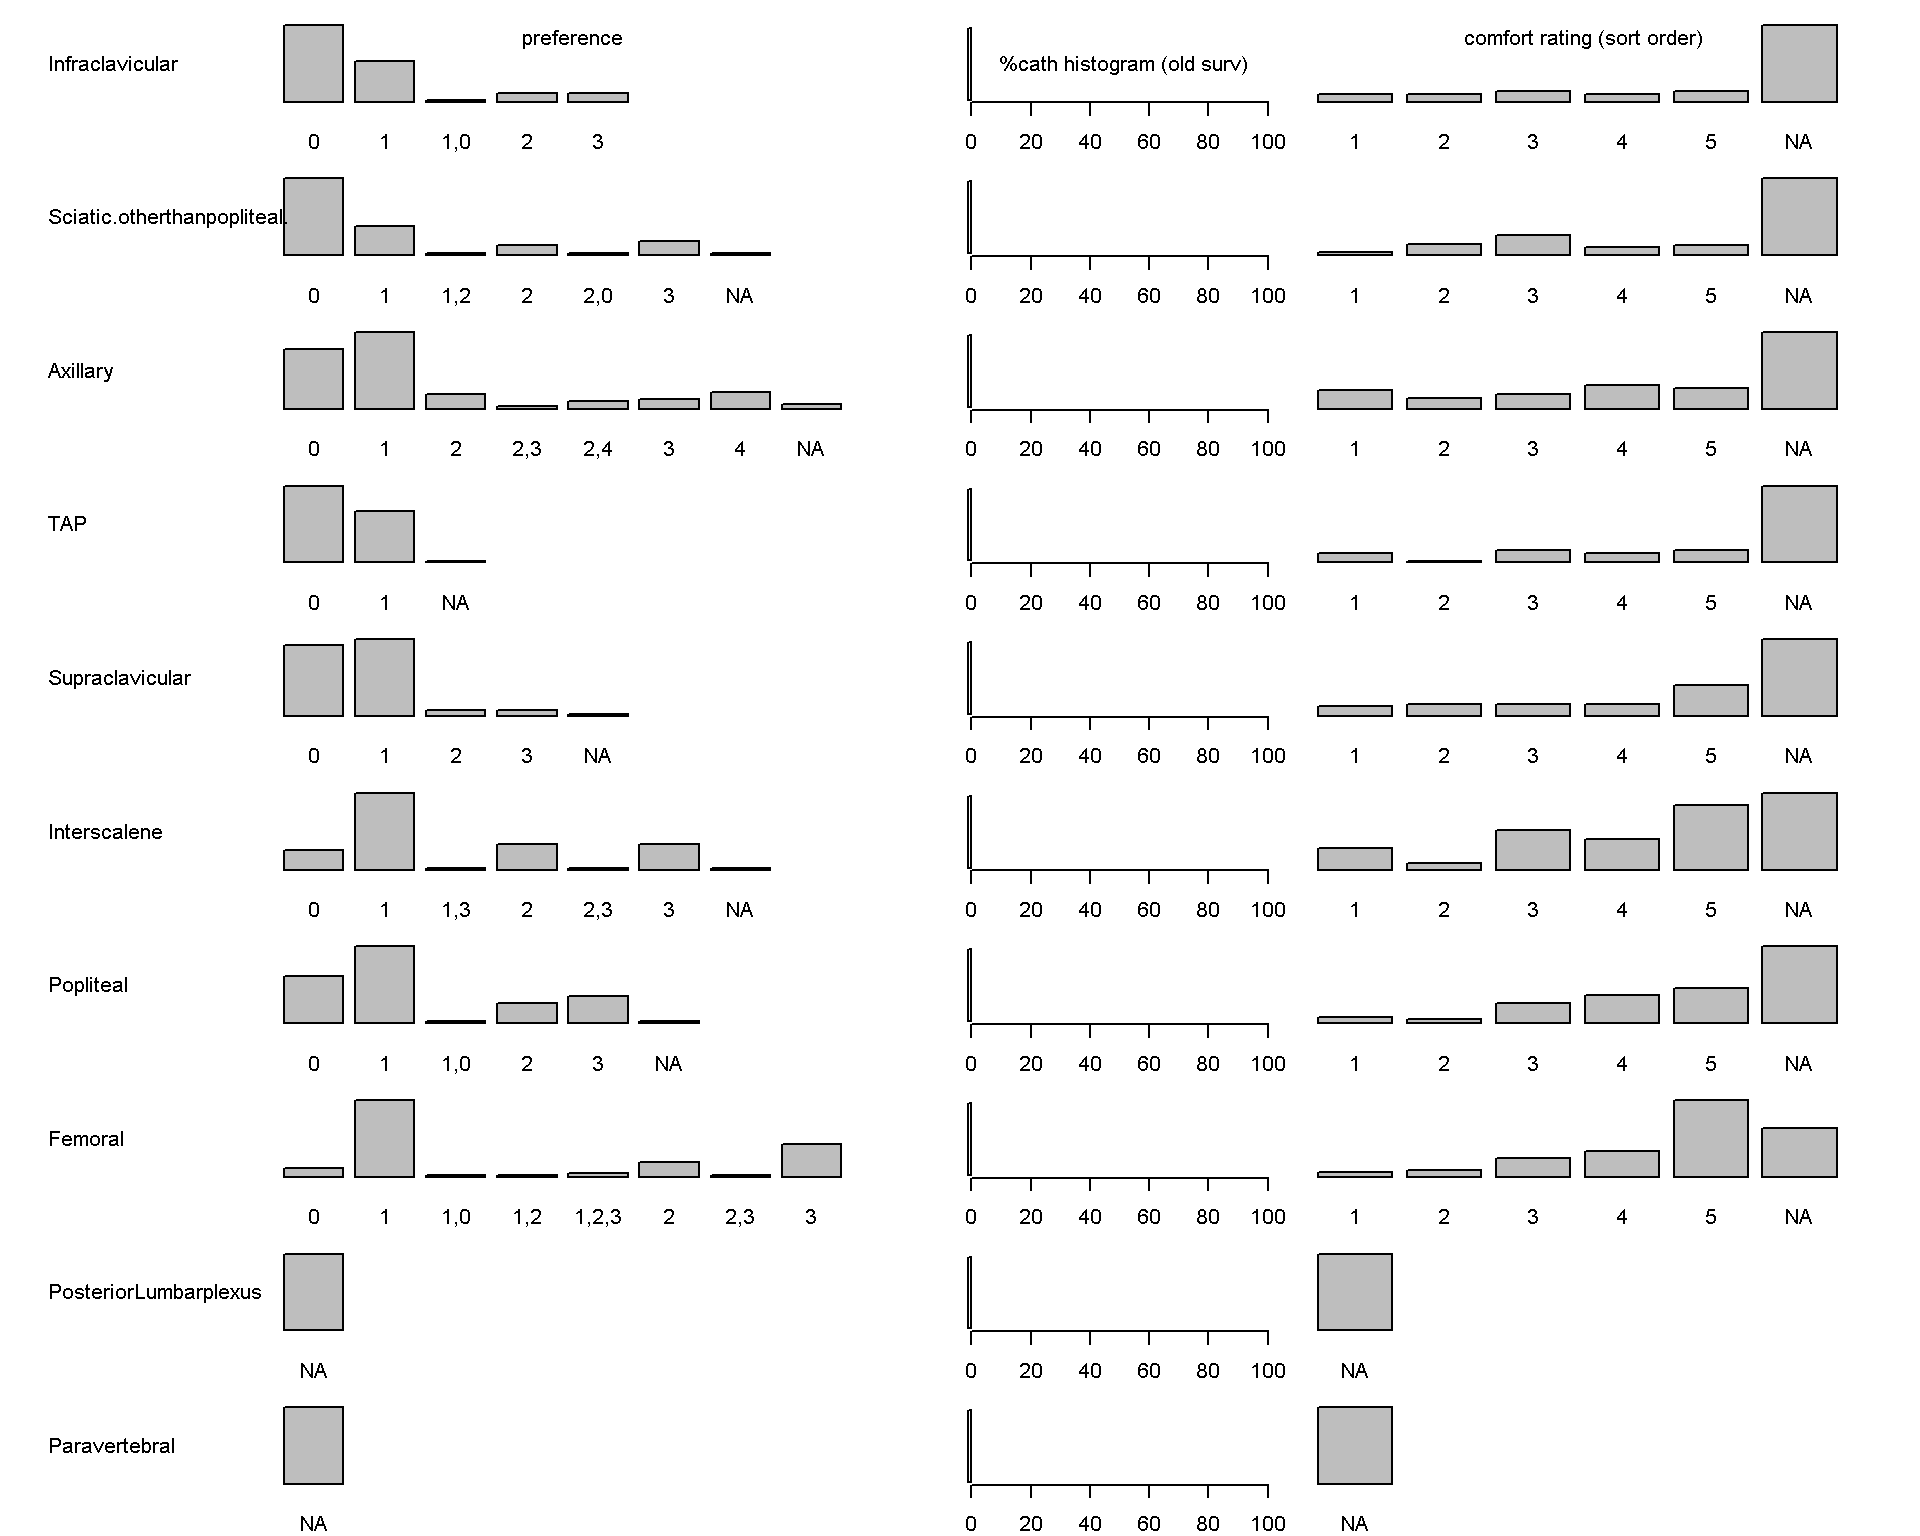 preference
comfort rating (sort order)
Infraclavicular
%cath histogram (old surv)
0 1 1,0 2 3 0 20 40 60 80 100 1 2 3 4 5 NA
Sciatic.otherthanpopliteal.
0 1 1,2 2 2,0 3 NA 0 20 40 60 80 100 1 2 3 4 5 NA
Axillary
0 1 2 2,3 2,4 3 4 NA 0 20 40 60 80 100 1 2 3 4 5 NA
TAP
0 1 NA 0 20 40 60 80 100 1 2 3 4 5 NA
Supraclavicular
0 1 2 3 NA 0 20 40 60 80 100 1 2 3 4 5 NA
Interscalene
0 1 1,3 2 2,3 3 NA 0 20 40 60 80 100 1 2 3 4 5 NA
Popliteal
0 1 1,0 2 3 NA 0 20 40 60 80 100 1 2 3 4 5 NA
Femoral
0 1 1,0 1,2 1,2,3 2 2,3 3 0 20 40 60 80 100 1 2 3 4 5 NA
PosteriorLumbarplexus
NA 0 20 40 60 80 100 NA
Paravertebral
NA 0 20 40 60 80 100 NA